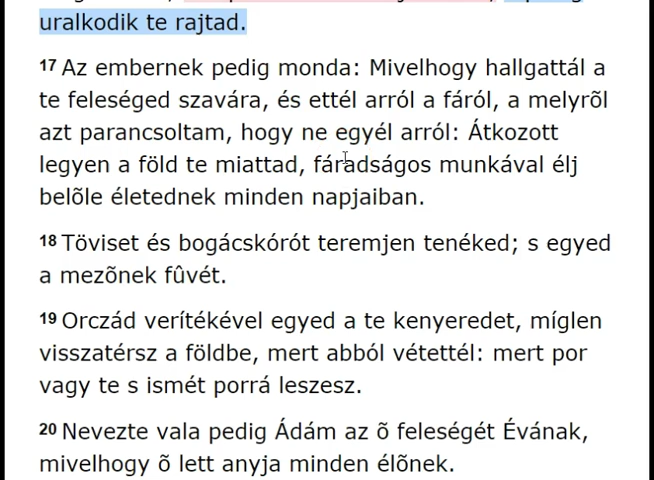 uralkodik te rajtad.
17 Az embernek pedig monda: Mivelhogy hallgattál a
te feleséged szavára, és ettél arról a fáról, a melyrõl
azt parancsoltam, hogy ne egyél arról: Átkozott
legyen a föld te miattad, fáradságos munkával élj
belõle életednek minden napjaiban.
18 Töviset és bogácskórót teremjen tenéked; s egyed
a mezõnek fûvét.
19 Orczád verítékével egyed a te kenyeredet, míglen
visszatérsz a földbe, mert abból vétettél: mert por
vagy te s ismét porrá leszesz.
20 Nevezte vala pedig Ádám az õ feleségét Évának,
mivelhogy õ lett anyja minden élõnek.